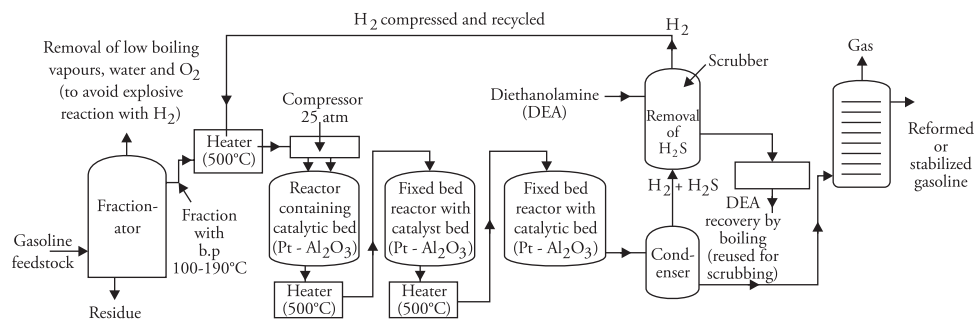 H2 compressed and recycled
H2
Gas
Removal of low boiling
vapours, water and O2
(to avoid explosive
reaction with H2)
Scrubber
Compressor
25 atm
Diethanolamine
(DEA)
Heater
(500°C)
Removal
of
H2S
Reformed
or
stabilized
gasoline
Fraction-
ator
Fraction
with
b.p
100-190°C
Reactor
containing
catalytic bed
(Pt - Al2O3)
Fixed bed
reactor with
catalyst bed
(Pt - Al2O3)
Fixed bed
reactor with
catalytic bed
(Pt - Al2O3)
H2 + H2S
DEA
recovery by
boiling
(reused for
scrubbing)
Gasoline
feedstock
Cond-
enser
Heater
(500°C)
Heater
(500°C)
Residue